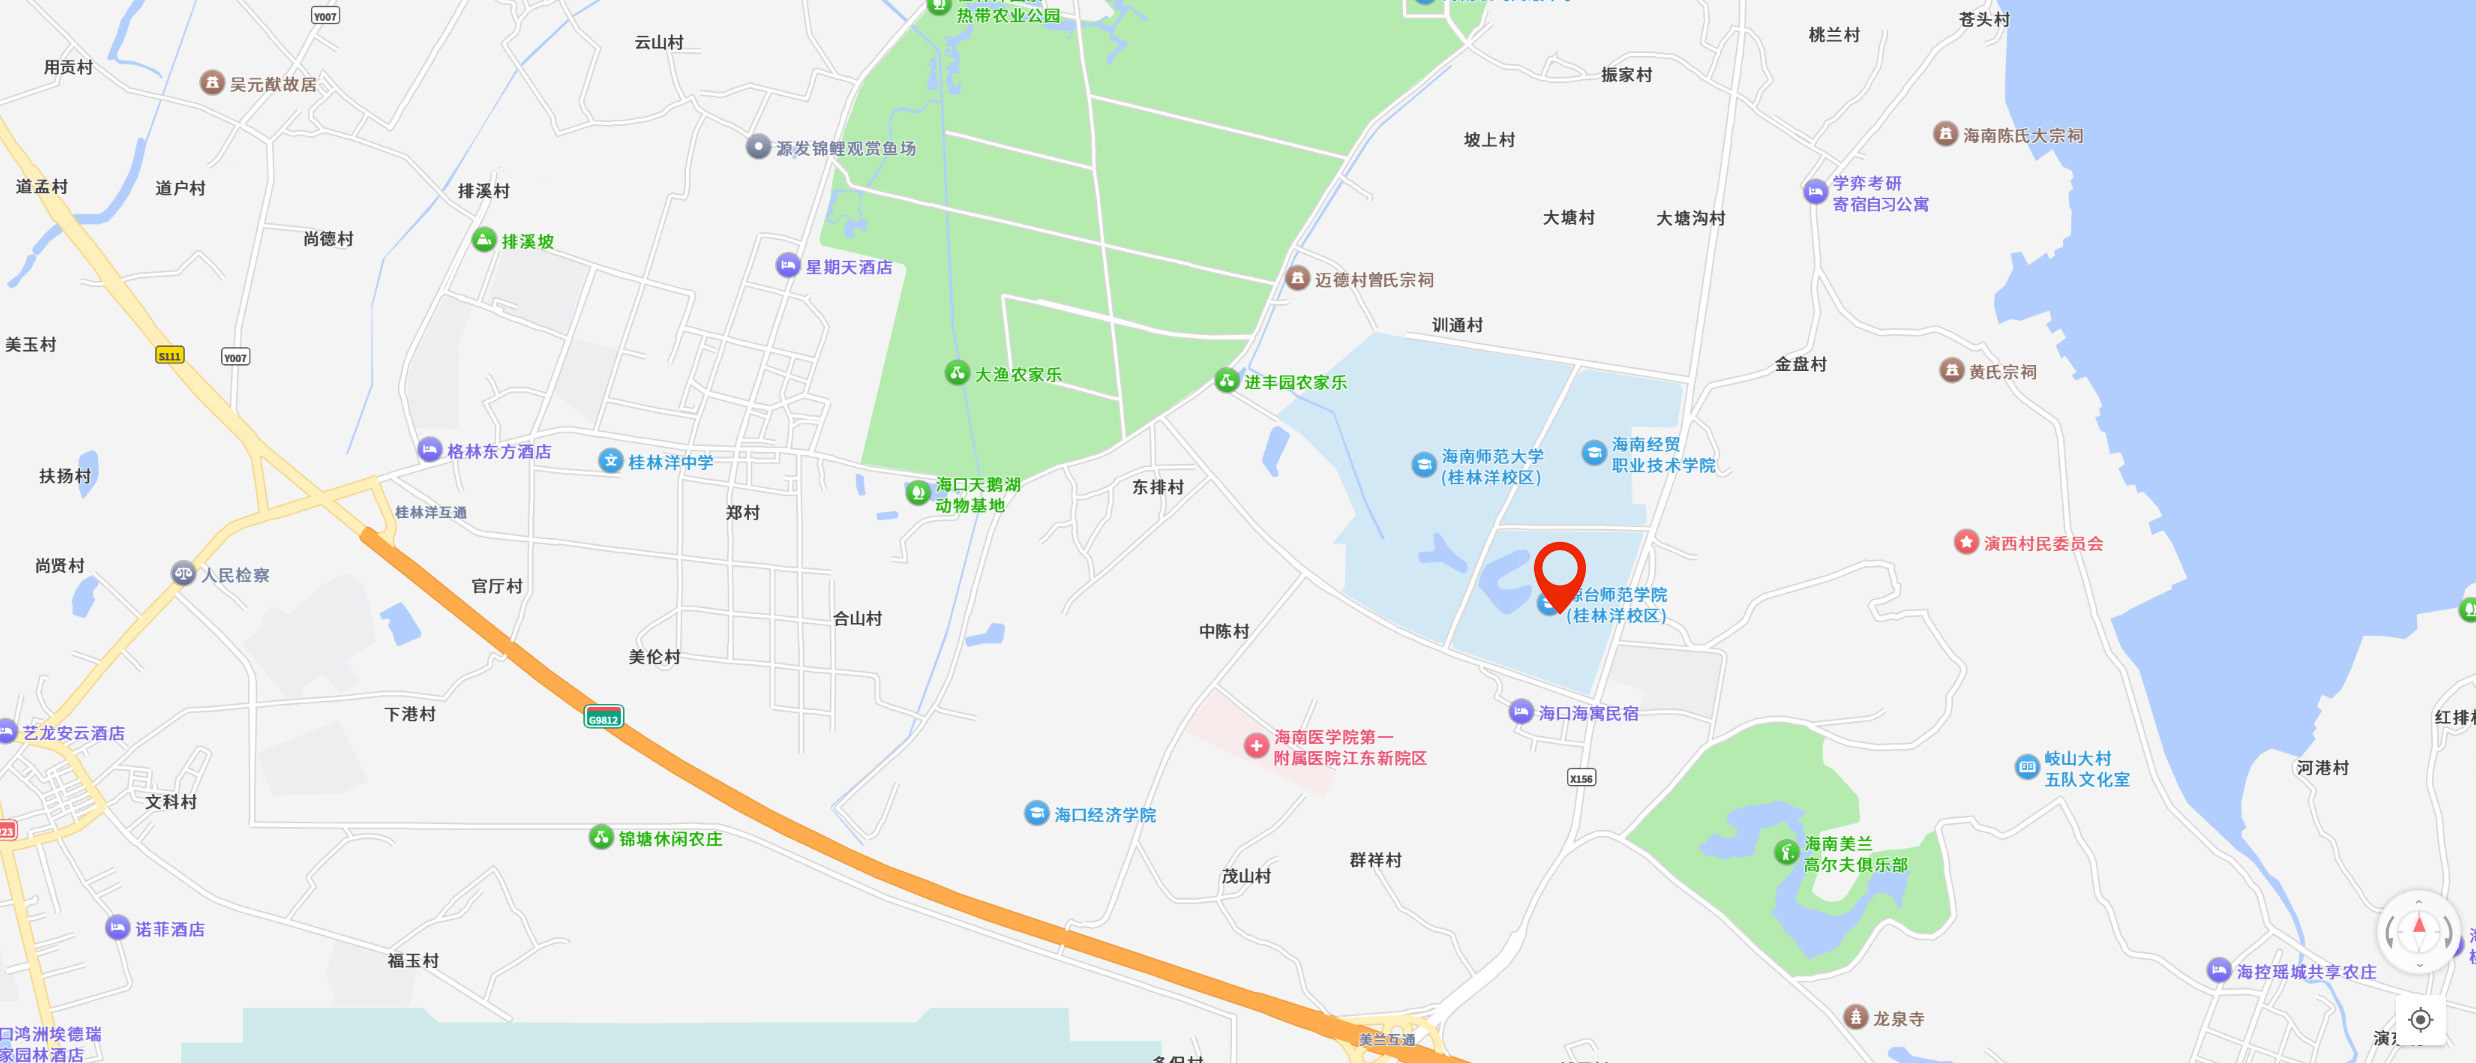 Y007
热带农业公园
苍头村
桃兰村
云山村
用贡村
振家村
吴元猷故居
海南陈氏大宗祠
坡上村
源发锦鲤观赏鱼场
道孟村
道户村
排溪村
学弈考研
寄宿自习公寓
大塘村
大塘沟村
尚德村
排溪坡
星期天酒店
迈德村曾氏宗祠
训通村
美玉村
S111
Y007
金盘村
黄氏宗祠
大渔农家乐
进丰园农家乐
格林东方酒店
桂林洋中学
海南师范大学
(桂林洋校区)
海南经贸
职业技术学院
扶扬村
海口天鹅湖
动物基地
东排村
桂林洋互通
郑村
演西村民委员会
尚贤村
人民检察
官厅村
台师范学院
(桂林洋校区)
合山村
中陈村
美伦村
下港村
G9812
海口海寓民宿
红排
艺龙安云酒店
海南医学院第一
附属医院江东新院区
岐山大村
五队文化室
河港村
X156
文科村
海口经济学院
223
锦塘休闲农庄
海南美兰
高尔夫俱乐部
群祥村
茂山村
诺菲酒店
福玉村
海控瑶城共享农庄
龙泉寺
口鸿洲埃德瑞
家园林酒店
美兰互通
演